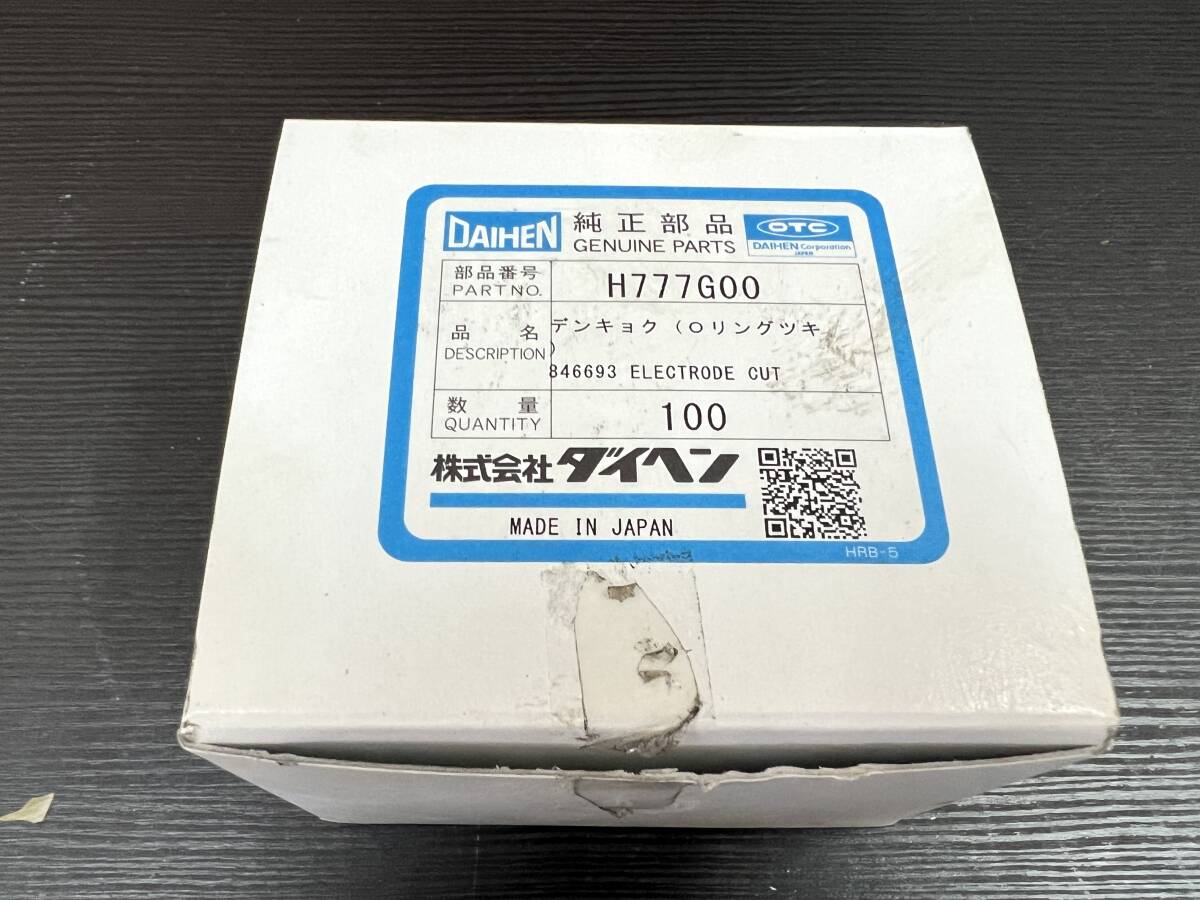 DAIHEN 純正部品 OTC
GENUINE PARTS DAIHEN Corporation
JAPAN
部品番号 H777G00
PART NO.
品 名 デンキョク(Oリングツキ
DESCRIPTION )
846693 ELECTRODE CUT
数 量 100
QUANTITY
株式会社ダイヘン
MADE IN JAPAN
HRB-5